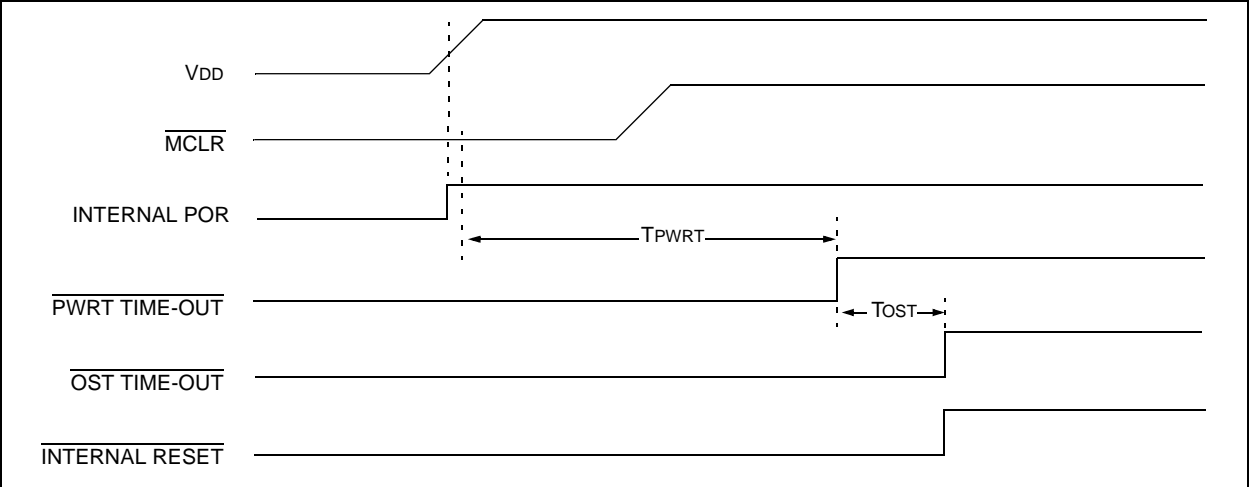 VDD
MCLR
INTERNAL POR
TPWRT
PWRT TIME-OUT
TOST
OST TIME-OUT
INTERNAL RESET